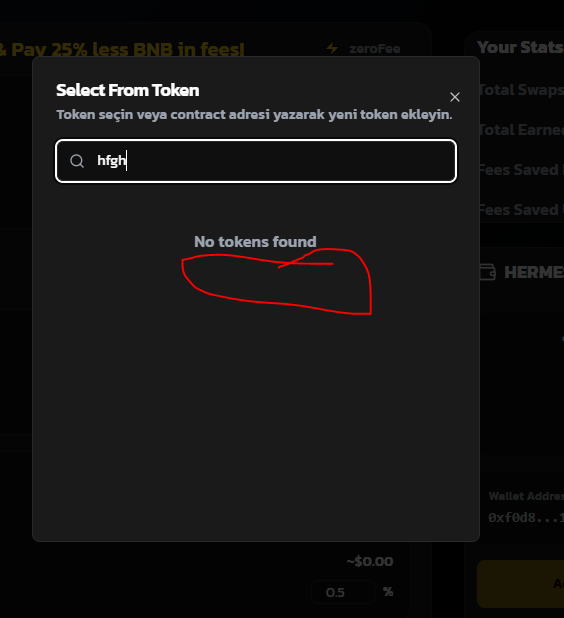 & Pay 25% less BNB in fees!
zeroFee
Your Stats
Select From Token
Token seçin veya contract adresi yazarak yeni token ekleyin.
Total Swaps
hfgh
Total Earne
Fees Saved
Fees Saved
No tokens found
HERMES
Wallet Addres
0xf0d8...1
~$0.00
0.5
%
A